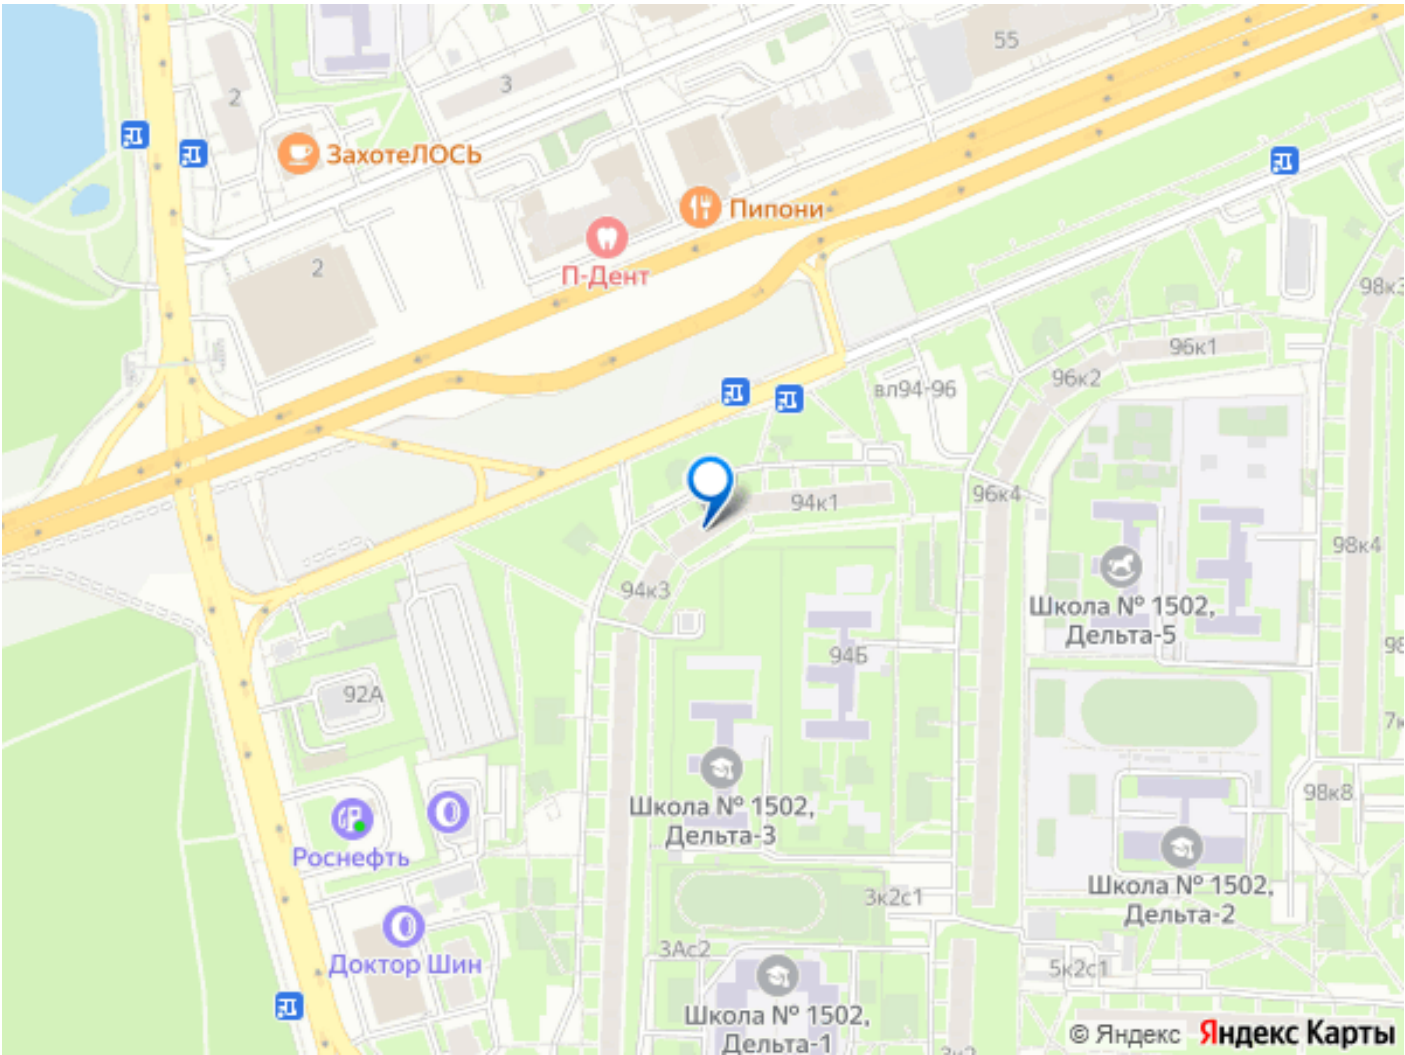 55
3
2
ЗахотеЛОСЬ
Пипони
2
П-Дент
98к3
96к1
96к2
вл94-96
94к1
96к4
98к4
94к3
Школа № 1502,
Дельта-5
94Б
92А
98к8
Школа № 1502,
Дельта-3
Роснефть
Школа № 1502,
Дельта-2
3к2с1
3Ас2
Доктор Шин
5к2с1
Школа № 1502,
Дельта-1
© Яндекс Яндекс Карты